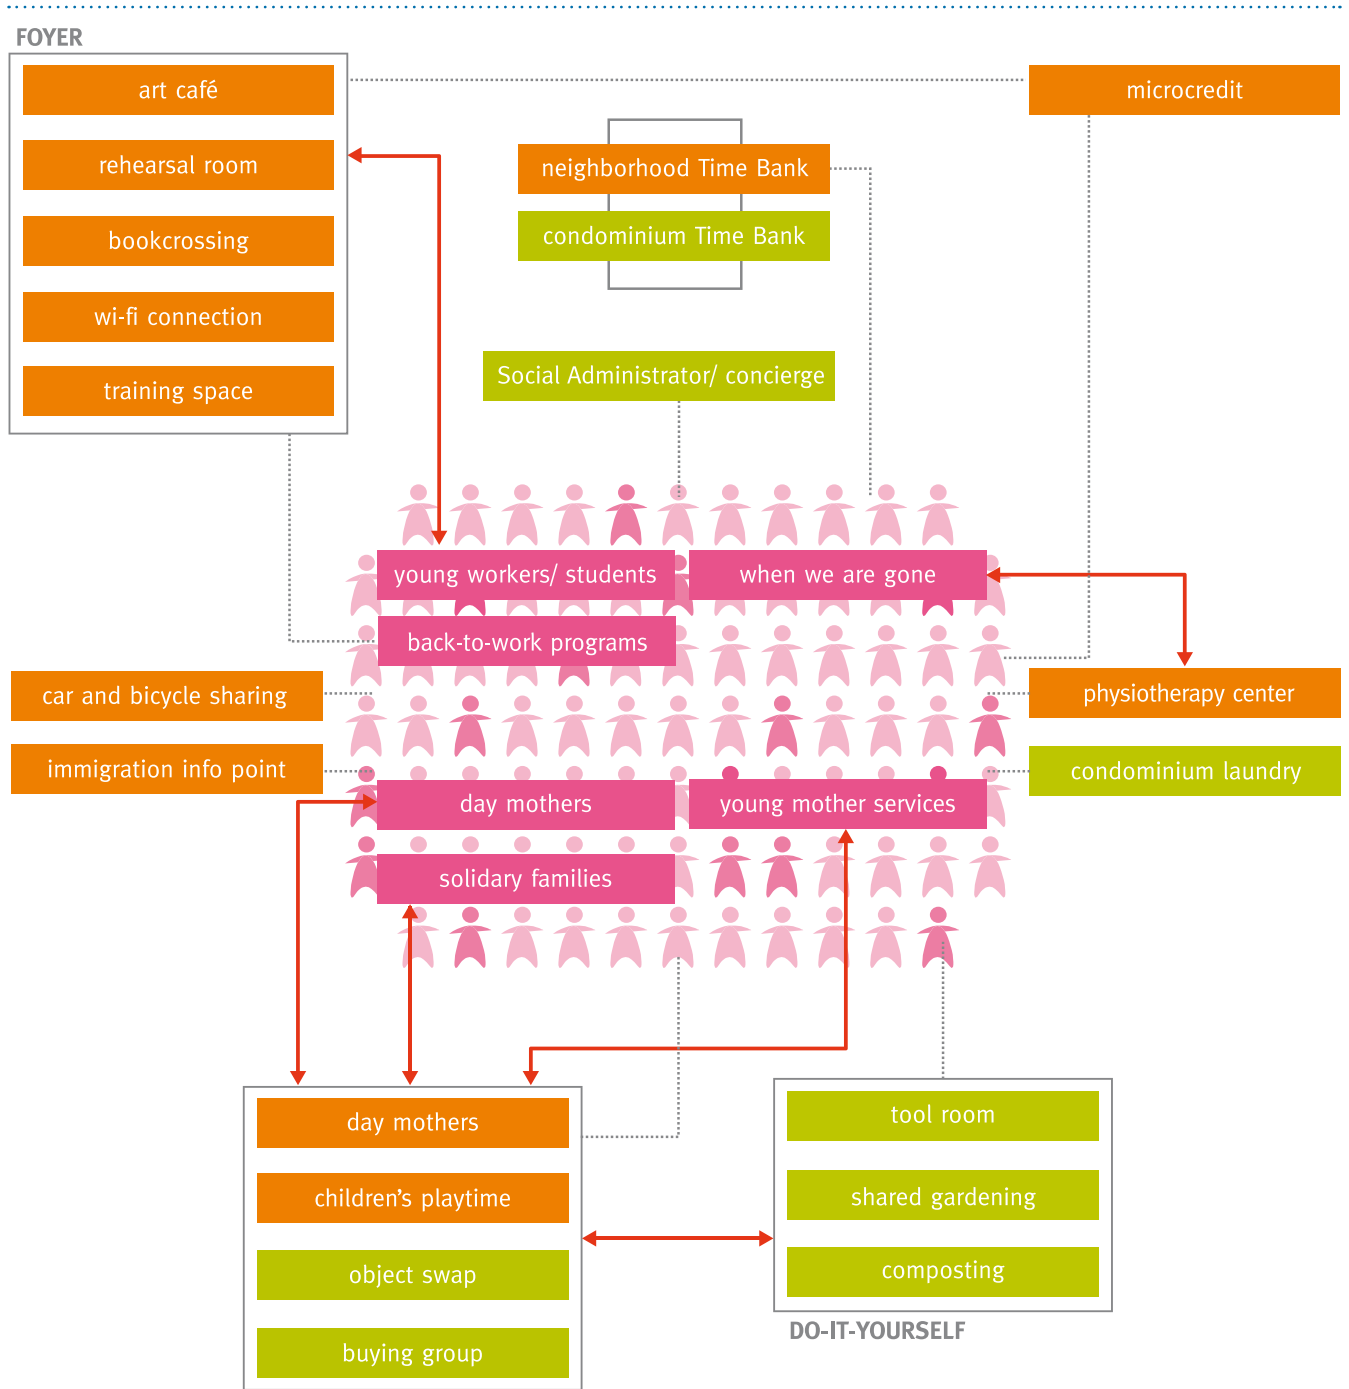 FOYER
art café
microcredit
rehearsal room
neighborhood Time Bank
bookcrossing
condominium Time Bank
wi-fi connection
training space
Social Administrator/ concierge
young workers/ students
when we are gone
back-to-work programs
car and bicycle sharing
physiotherapy center
immigration info point
condominium laundry
day mothers
young mother services
solidary families
day mothers
children’s playtime
object swap
buying group
tool room
shared gardening
composting
DO-IT-YOURSELF